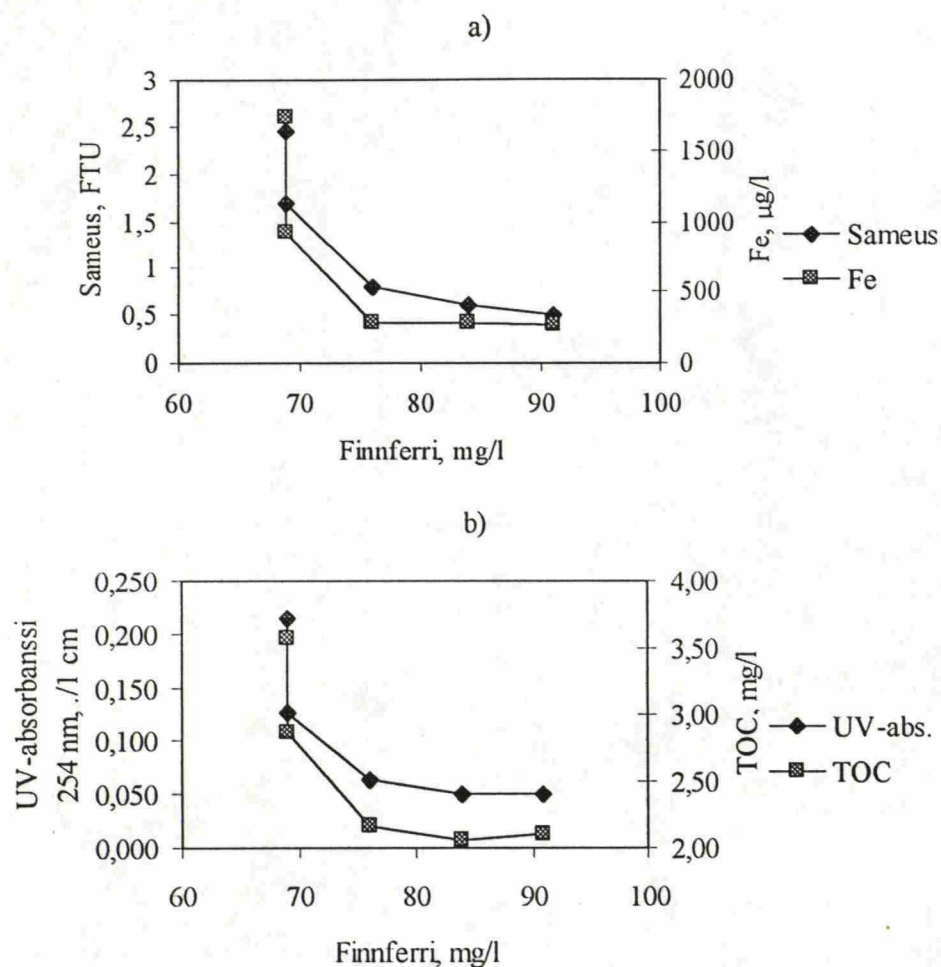 a)
Sameus, FTU
3
2,5
2
1,5
1
0,5
0
2000
1500
1000
500
0
Fe, µg/l
Sameus
Fe
60 70 80 90 100
Finnferri, mg/l
b)
UV-absorbanssi
254 nm, ./1 cm
0,250
0,200
0,150
0,100
0,050
0,000
4,00
3,50
3,00
2,50
2,00
TOC, mg/l
UV-abs.
TOC
60 70 80 90 100
Finnferri, mg/l